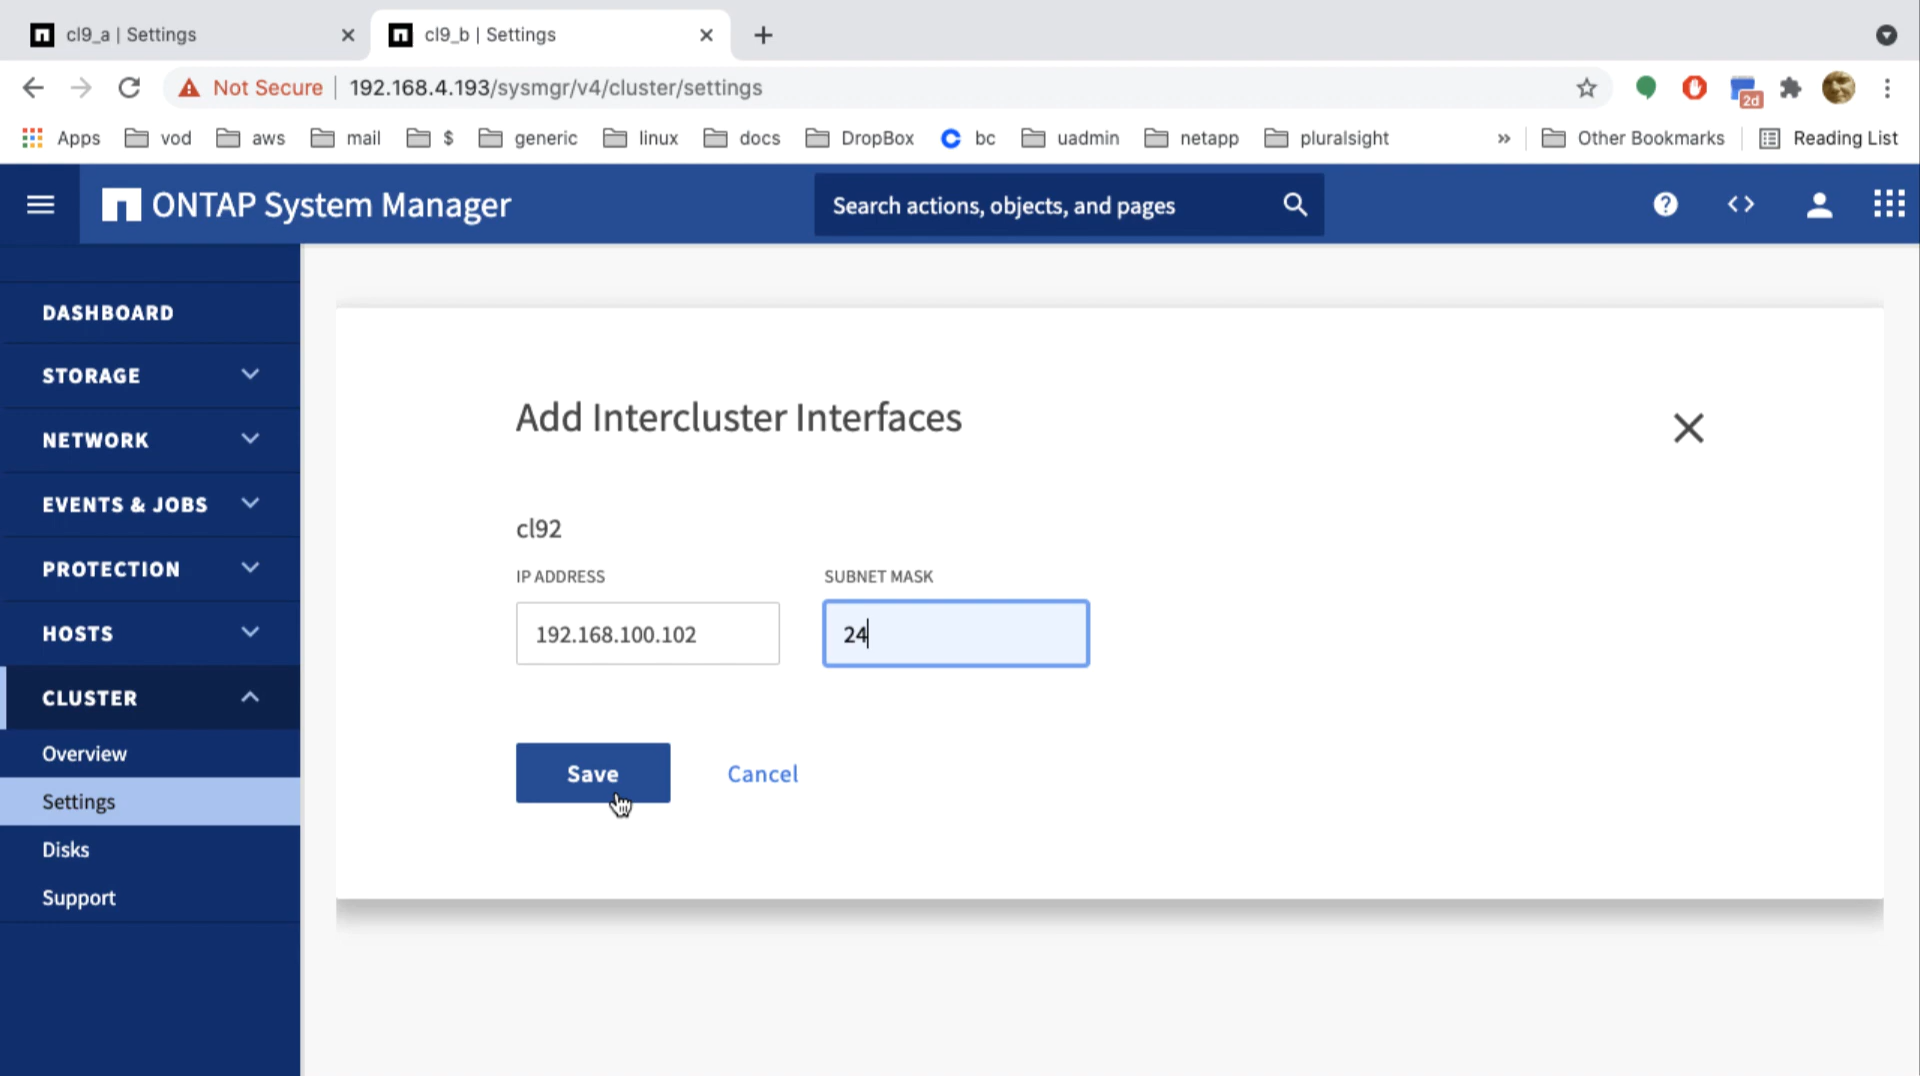 cl9_a | Settings
cl9_b | Settings
Not Secure
192.168.4.193/sysmgr/v4/cluster/settings
2d
Apps vod aws mail $ generic linux docs DropBox bc uadmin netapp pluralsight » Other Bookmarks Reading List
ONTAP System Manager
Search actions, objects, and pages
DASHBOARD
STORAGE
NETWORK
EVENTS & JOBS
PROTECTION
HOSTS
CLUSTER
Overview
Settings
Disks
Support
Add Intercluster Interfaces
cl92
IP ADDRESS SUBNET MASK
192.168.100.102 24
Save Cancel